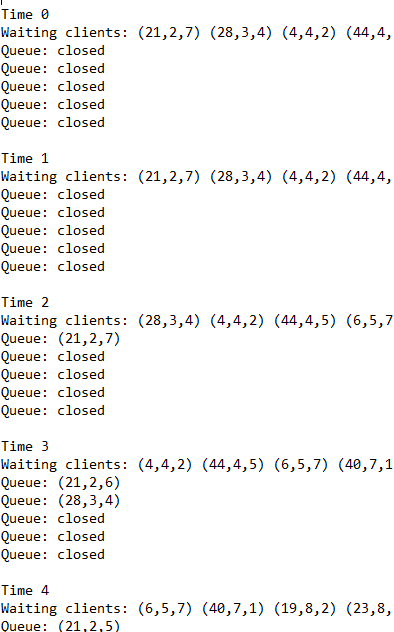 Time 0
Waiting clients: (21,2,7) (28,3,4) (4,4,2) (44,4,
Queue: closed
Queue: closed
Queue: closed
Queue: closed
Queue: closed
Time 1
Waiting clients: (21,2,7) (28,3,4) (4,4,2) (44,4,
Queue: closed
Queue: closed
Queue: closed
Queue: closed
Queue: closed
Time 2
Waiting clients: (28,3,4) (4,4,2) (44,4,5) (6,5,7
Queue: (21,2,7)
Queue: closed
Queue: closed
Queue: closed
Queue: closed
Time 3
Waiting clients: (4,4,2) (44,4,5) (6,5,7) (40,7,1
Queue: (21,2,6)
Queue: (28,3,4)
Queue: closed
Queue: closed
Queue: closed
Time 4
Waiting clients: (6,5,7) (40,7,1) (19,8,2) (23,8,
Queue: (21,2,5)